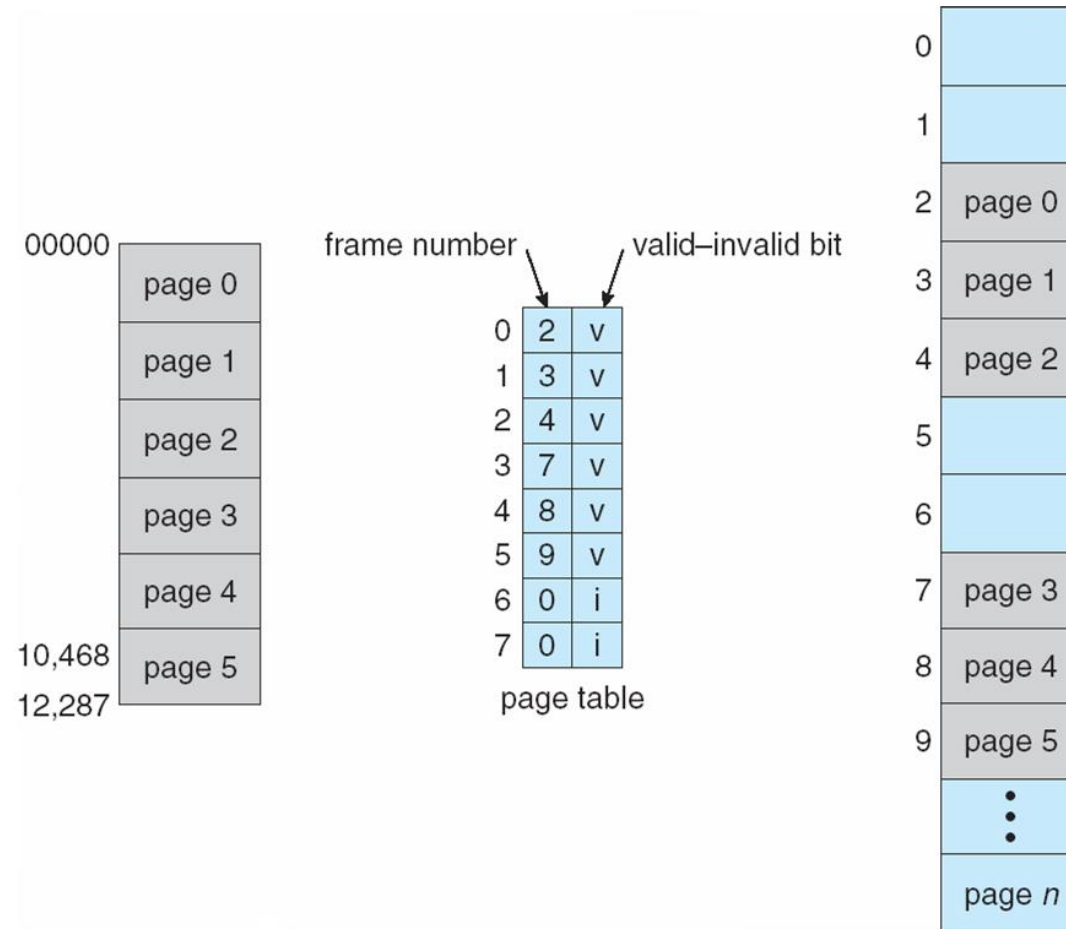 00000
page 0
page 1
page 2
page 3
page 4
10,468
page 5
12,287
frame number
valid–invalid bit
0 2 v
1 3 v
2 4 v
3 7 v
4 8 v
5 9 v
6 0 i
7 0 i
page table
0
1
2 page 0
3 page 1
4 page 2
5
6
7 page 3
8 page 4
9 page 5
page n